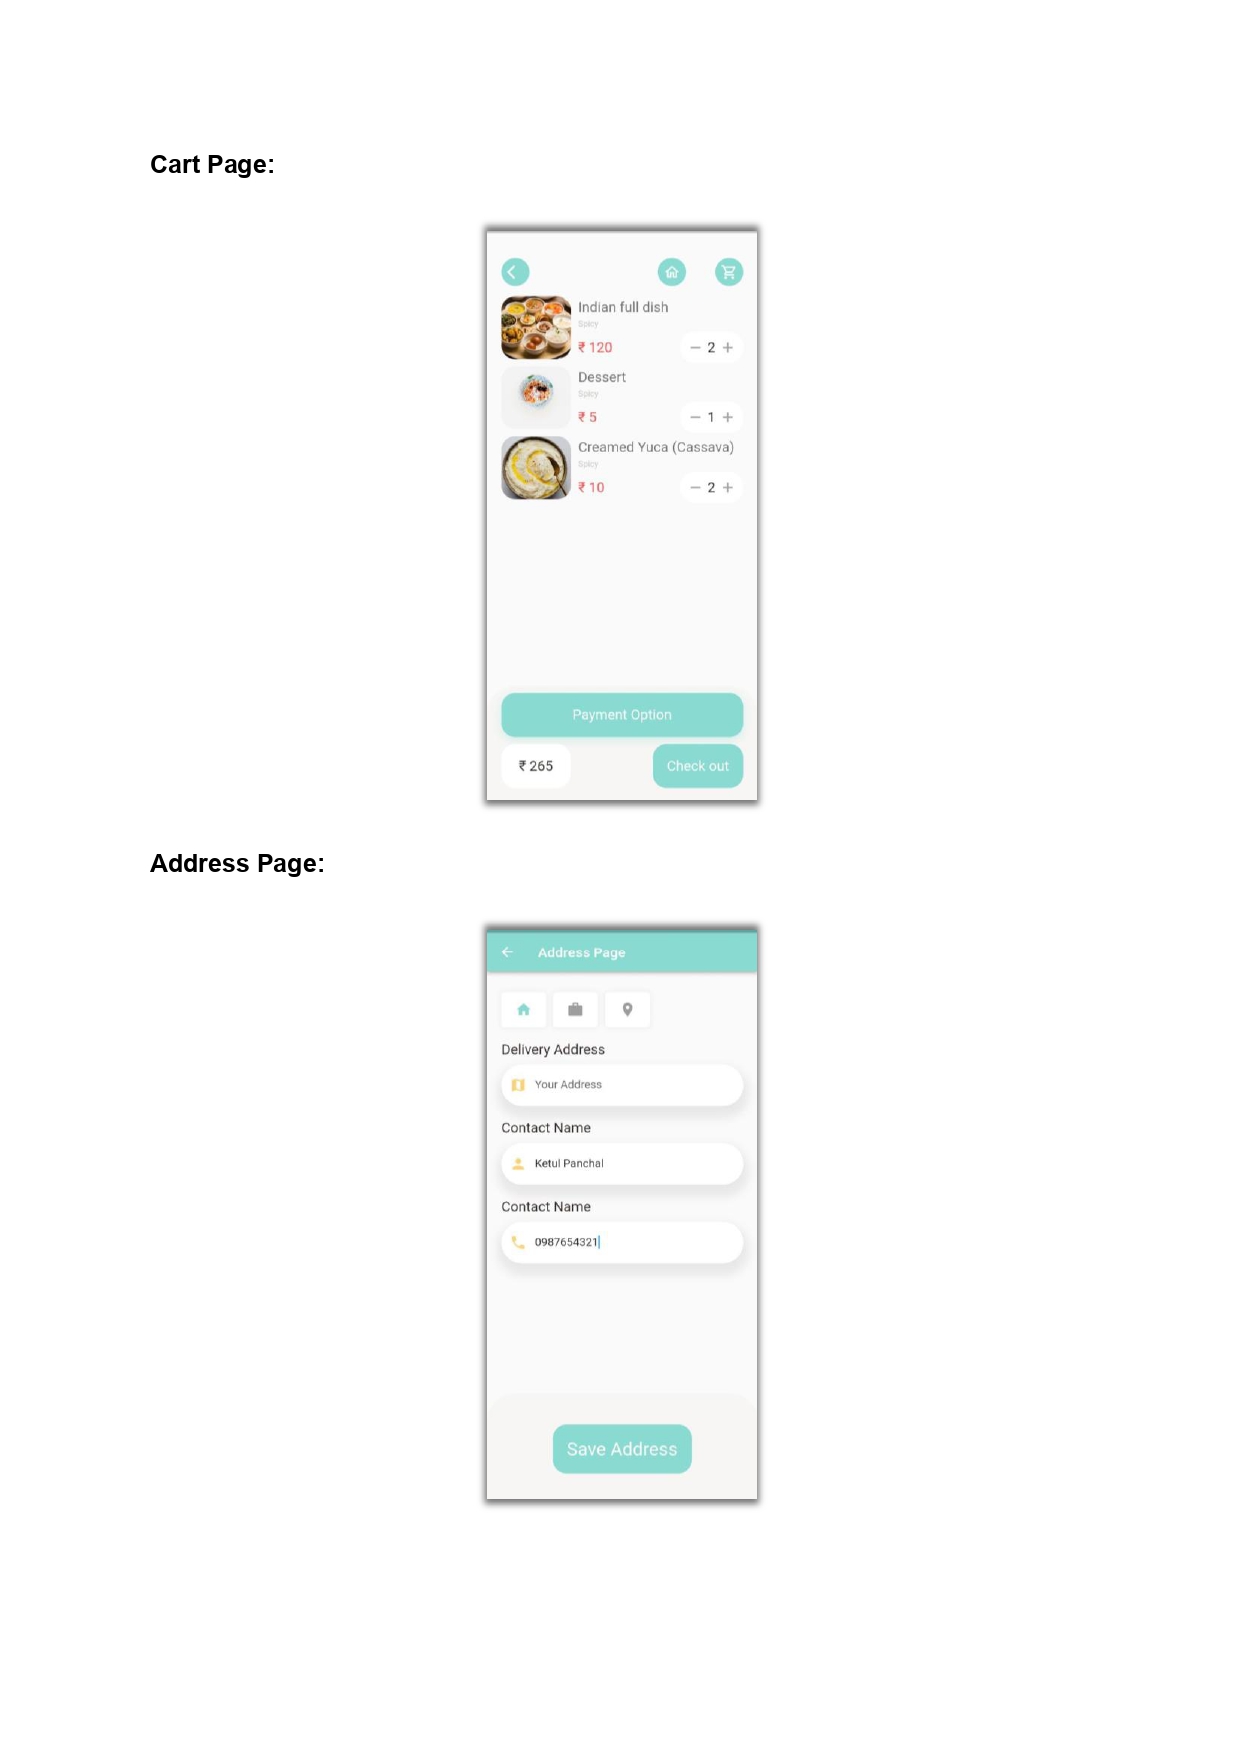 Cart Page:
Indian full dish
Spicy
₹ 120
2
Dessert
Spicy
₹ 5
1
Creamed Yuca (Cassava)
Spicy
₹ 10
2
Payment Option
₹ 265
Check out
Address Page:
Address Page
Delivery Address
Your Address
Contact Name
Ketul Panchal
Contact Name
0987654321
Save Address